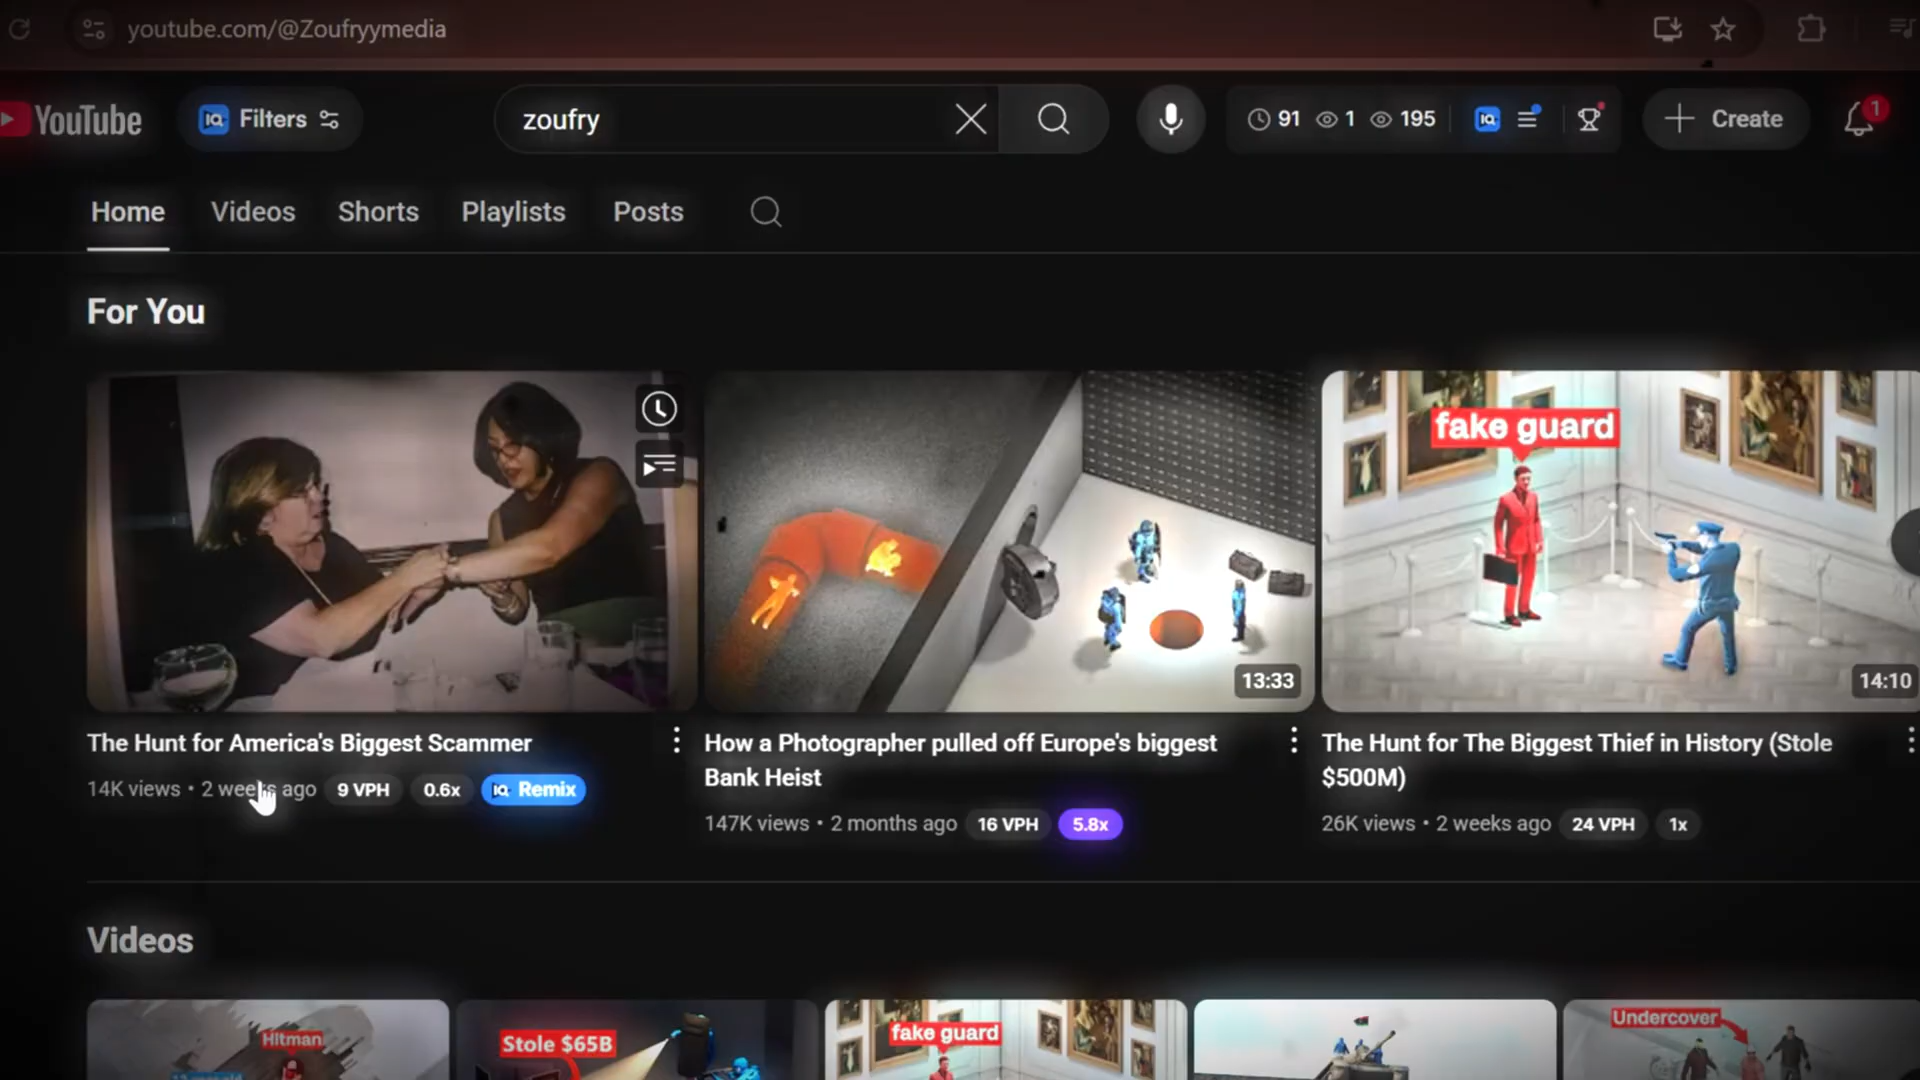 youtube.com/@Zoufryymedia
YouTube
IQ Filters
zoufry
91 1 195
IQ
Create
1
Home Videos Shorts Playlists Posts
For You
fake guard
13:33
14:10
The Hunt for America's Biggest Scammer
14K views • 2 weeks ago 9 VPH 0.6x IQ Remix
How a Photographer pulled off Europe's biggest
Bank Heist
147K views • 2 months ago 16 VPH 5.8x
The Hunt for The Biggest Thief in History (Stole
$500M)
26K views • 2 weeks ago 24 VPH 1x
Videos
Hitman
Stole $65B
fake guard
Undercover